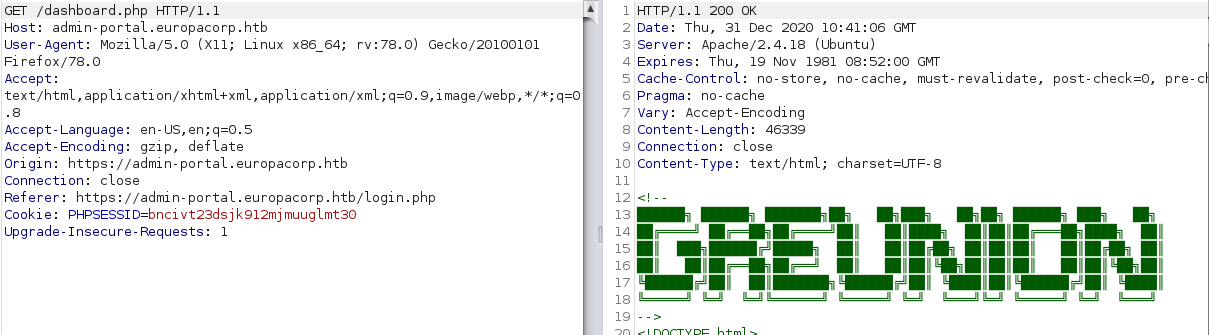 GET /dashboard.php HTTP/1.1
Host: admin-portal.europacorp.htb
User-Agent: Mozilla/5.0 (X11; Linux x86_64; rv:78.0) Gecko/20100101
Firefox/78.0
Accept:
text/html,application/xhtml+xml,application/xml;q=0.9,image/webp,*/*;q=0
.8
Accept-Language: en-US,en;q=0.5
Accept-Encoding: gzip, deflate
Origin: https://admin-portal.europacorp.htb
Connection: close
Referer: https://admin-portal.europacorp.htb/login.php
Cookie: PHPSESSID=bncivt23dsjk912mjmuuglmt30
Upgrade-Insecure-Requests: 1
1 HTTP/1.1 200 OK
2 Date: Thu, 31 Dec 2020 10:41:06 GMT
3 Server: Apache/2.4.18 (Ubuntu)
4 Expires: Thu, 19 Nov 1981 08:52:00 GMT
5 Cache-Control: no-store, no-cache, must-revalidate, post-check=0, pre-ch
6 Pragma: no-cache
7 Vary: Accept-Encoding
8 Content-Length: 46339
9 Connection: close
10 Content-Type: text/html; charset=UTF-8
11
12 <!--
13
14
15 GREUNION
16
17
18
19 -->
20 <!DOCTYPE html>